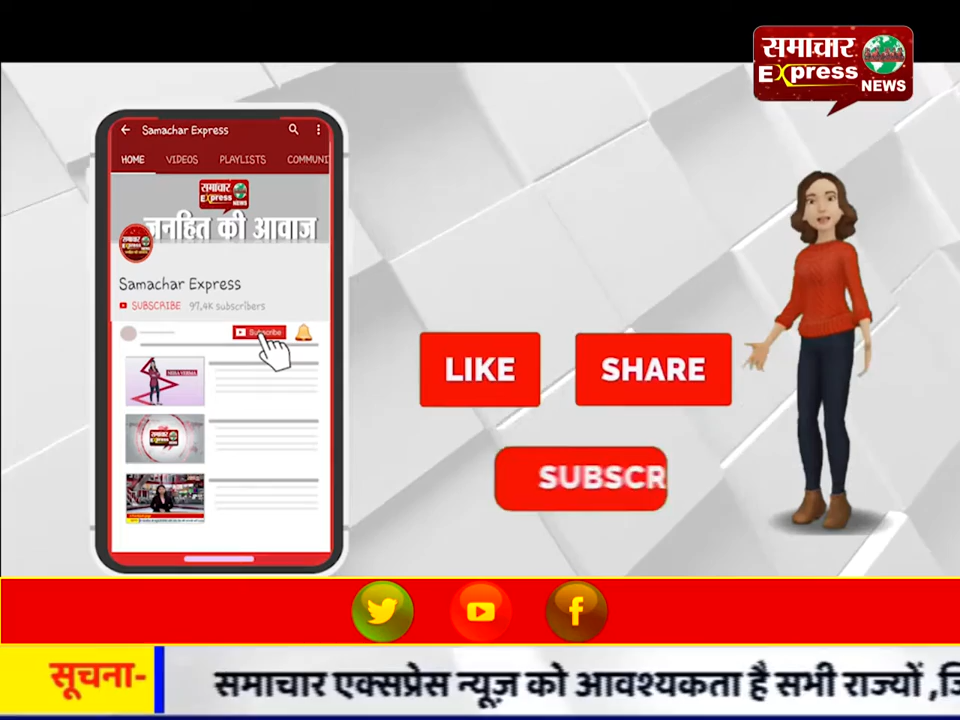 समाचार
Express
NEWS
Samachar Express
HOME VIDEOS PLAYLISTS COMMUNI
समाचार
Express
NEWS
जनहित की आवाज
Samachar Express
SUBSCRIBE 97.4K subscribers
Subscribe
LIKE SHARE
SUBSCR
सूचना- समाचार एक्सप्रेस न्यूज़ को आवश्यकता है सभी राज्यों ,जि